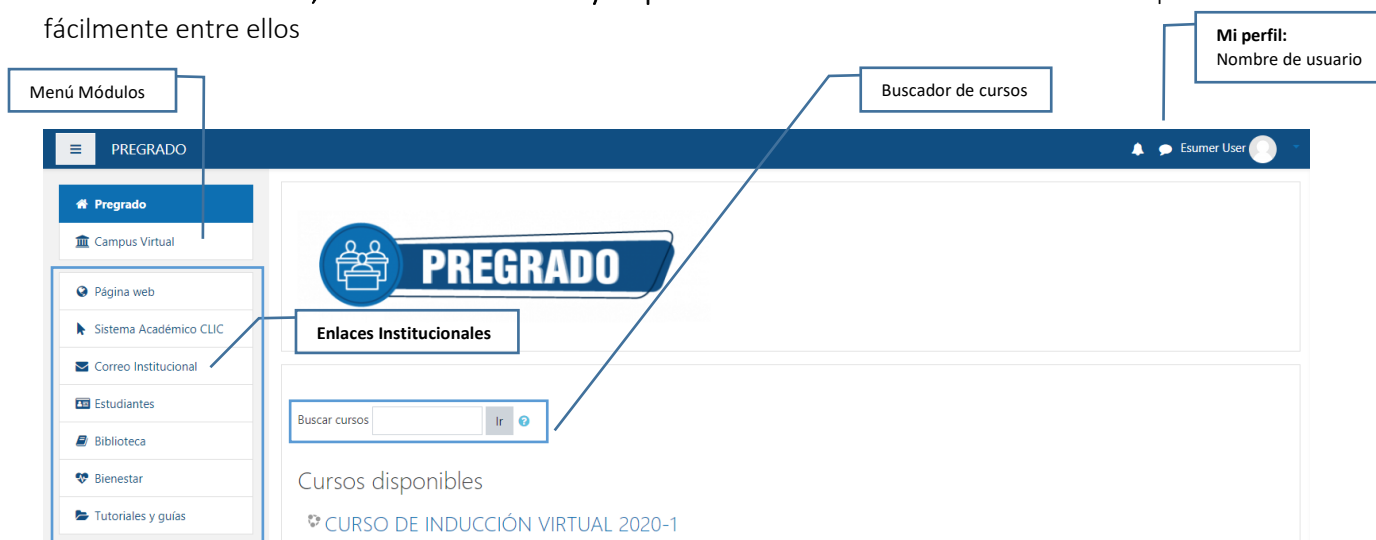 fácilmente entre ellos
Mi perfil:
Nombre de usuario
Menú Módulos
Buscador de cursos
PREGRADO
Esumer User
Pregrado
Campus Virtual
PREGRADO
Página web
Sistema Académico CLIC
Enlaces Institucionales
Correo Institucional
Estudiantes
Buscar cursos
Ir
Biblioteca
Bienestar
Cursos disponibles
Tutoriales y guías
CURSO DE INDUCCIÓN VIRTUAL 2020-1